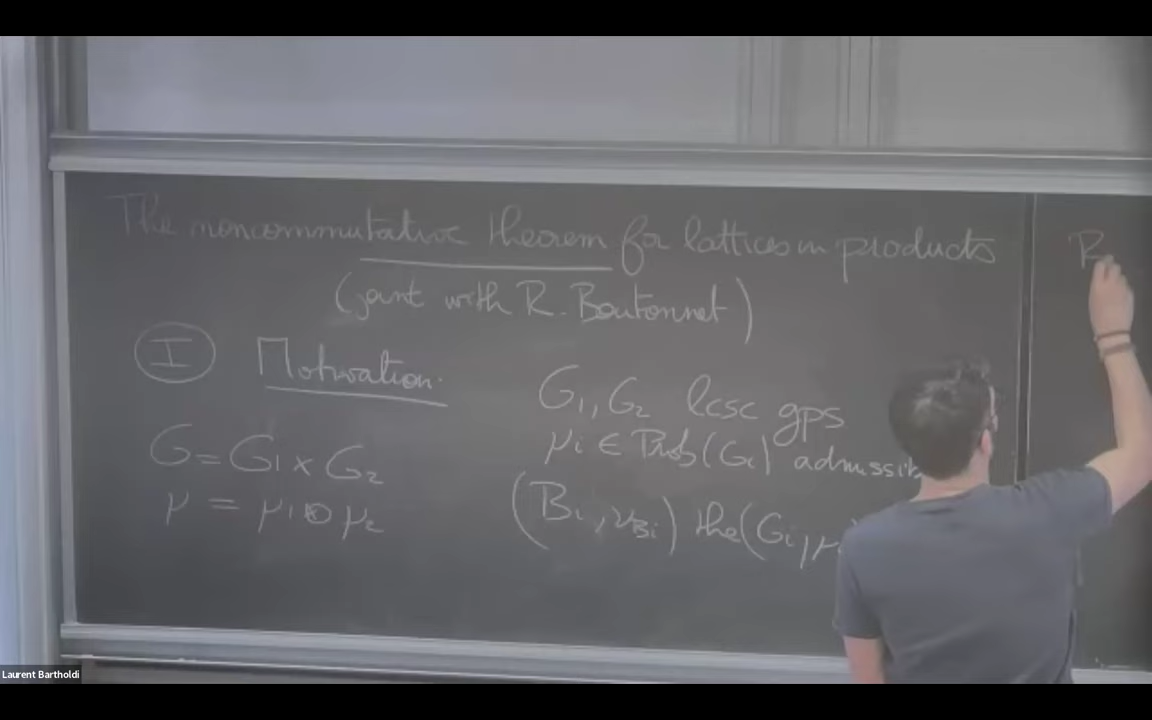 The noncommutative theorem for lattices in products
(joint with R. Boutonnet)
I Motivation.
G = G1 × G2
μ = μ1 ⊗ μ2
G1, G2 lcsc gps
μi ∈ Prob(Gi) admissib
(Bi, νBi) the (Gi, μ
R
Laurent Bartholdi